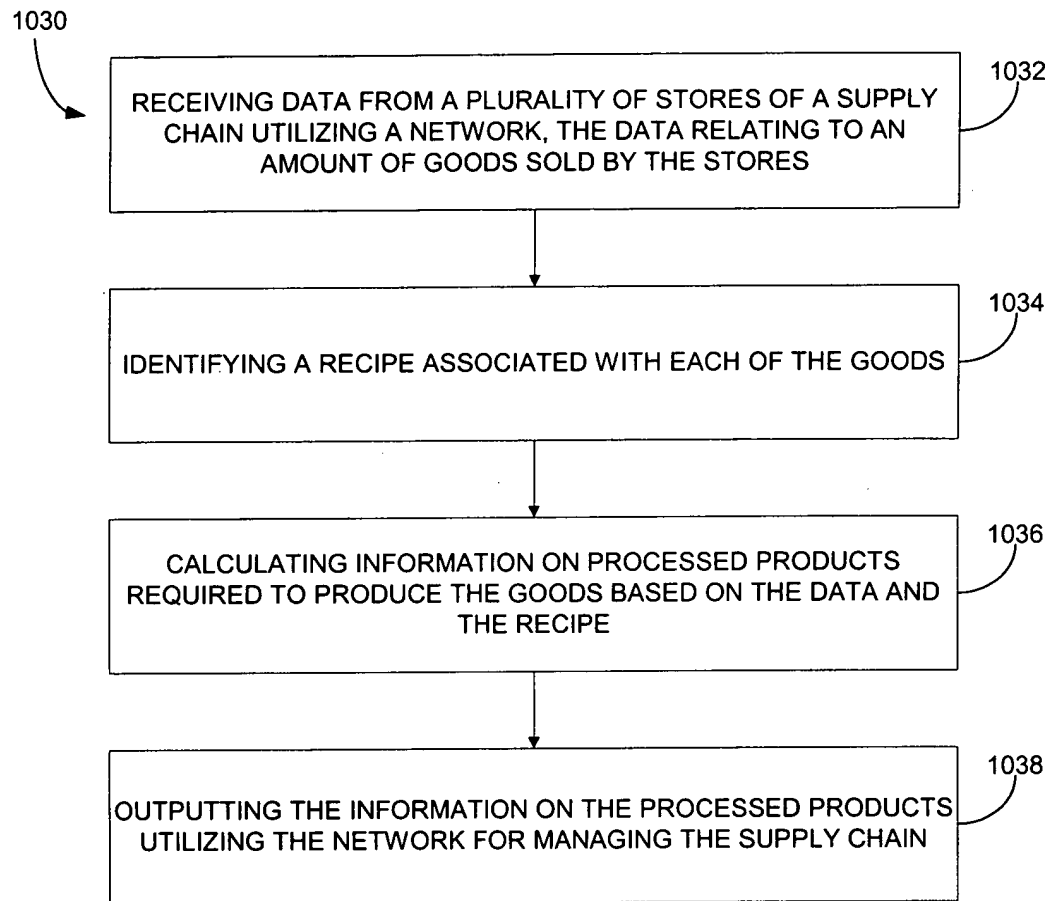 1030
1032
RECEIVING DATA FROM A PLURALITY OF STORES OF A SUPPLY
CHAIN UTILIZING A NETWORK, THE DATA RELATING TO AN
AMOUNT OF GOODS SOLD BY THE STORES
1034
IDENTIFYING A RECIPE ASSOCIATED WITH EACH OF THE GOODS
1036
CALCULATING INFORMATION ON PROCESSED PRODUCTS
REQUIRED TO PRODUCE THE GOODS BASED ON THE DATA AND
THE RECIPE
1038
OUTPUTTING THE INFORMATION ON THE PROCESSED PRODUCTS
UTILIZING THE NETWORK FOR MANAGING THE SUPPLY CHAIN